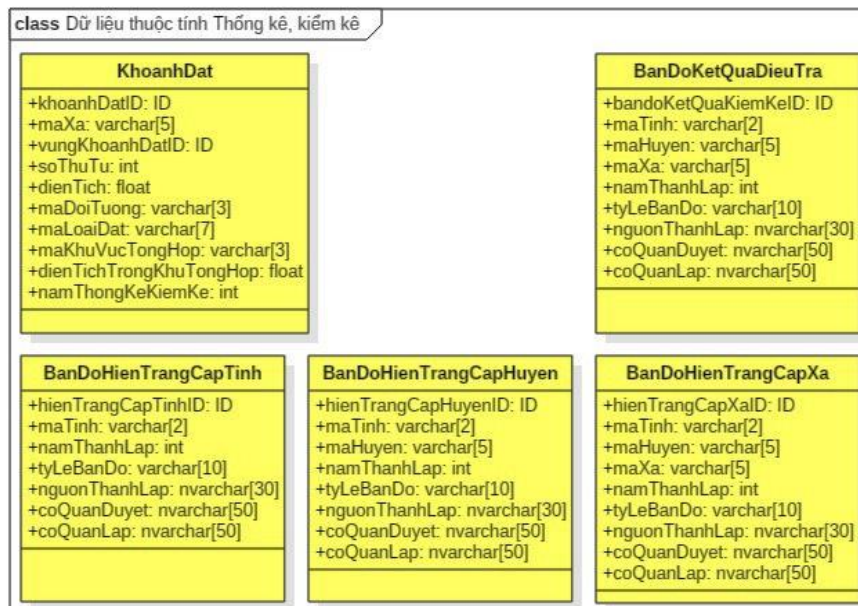 class Dữ liệu thuộc tính Thống kê, kiểm kê
KhoanhDat
+khoanhDatID: ID
+maXa: varchar[5]
+vungKhoanhDatID: ID
+soThuTu: int
+dienTich: float
+maDoiTuong: varchar[3]
+maLoaiDat: varchar[7]
+maKhuVucTongHop: varchar[3]
+dienTichTrongKhuTongHop: float
+namThongKeKiemKe: int
BanDoKetQuaDieuTra
+bandoKetQuaKiemKeID: ID
+maTinh: varchar[2]
+maHuyen: varchar[5]
+maXa: varchar[5]
+namThanhLap: int
+tyLeBanDo: varchar[10]
+nguonThanhLap: nvarchar[30]
+coQuanDuyet: nvarchar[50]
+coQuanLap: nvarchar[50]
BanDoHienTrangCapTinh
+hienTrangCapTinhID: ID
+maTinh: varchar[2]
+namThanhLap: int
+tyLeBanDo: varchar[10]
+nguonThanhLap: nvarchar[30]
+coQuanDuyet: nvarchar[50]
+coQuanLap: nvarchar[50]
BanDoHienTrangCapHuyen
+hienTrangCapHuyenID: ID
+maTinh: varchar[2]
+maHuyen: varchar[5]
+namThanhLap: int
+tyLeBanDo: varchar[10]
+nguonThanhLap: nvarchar[30]
+coQuanDuyet: nvarchar[50]
+coQuanLap: nvarchar[50]
BanDoHienTrangCapXa
+hienTrangCapXaID: ID
+maTinh: varchar[2]
+maHuyen: varchar[5]
+maXa: varchar[5]
+namThanhLap: int
+tyLeBanDo: varchar[10]
+nguonThanhLap: nvarchar[30]
+coQuanDuyet: nvarchar[50]
+coQuanLap: nvarchar[50]